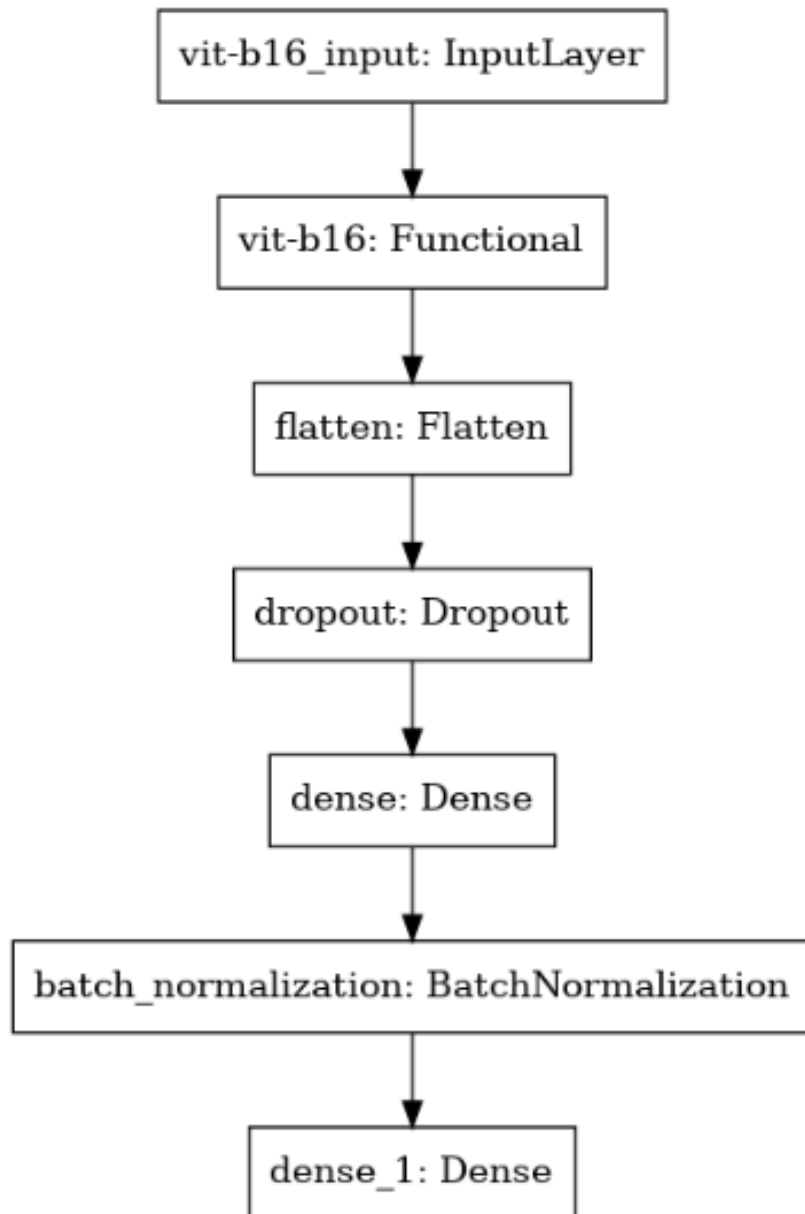 vit-b16_input: InputLayer
vit-b16: Functional
flatten: Flatten
dropout: Dropout
dense: Dense
batch_normalization: BatchNormalization
dense_1: Dense